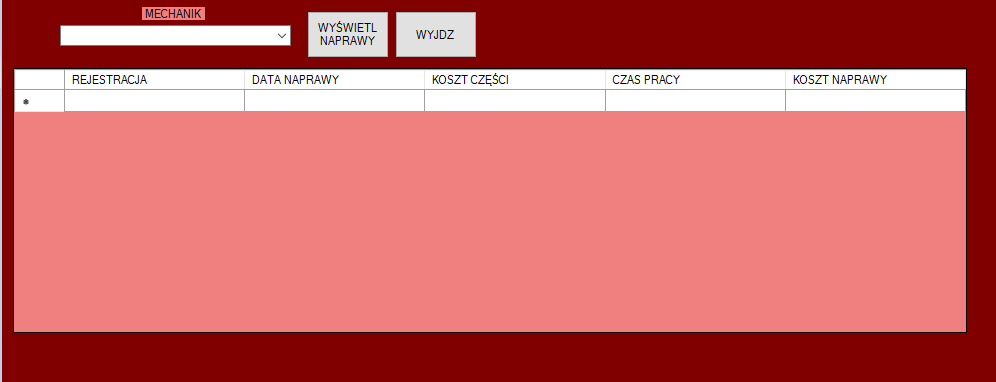 MECHANIK
WYŚWIETL
NAPRAWY
WYJDZ
REJESTRACJA DATA NAPRAWY KOSZT CZĘŚCI CZAS PRACY KOSZT NAPRAWY